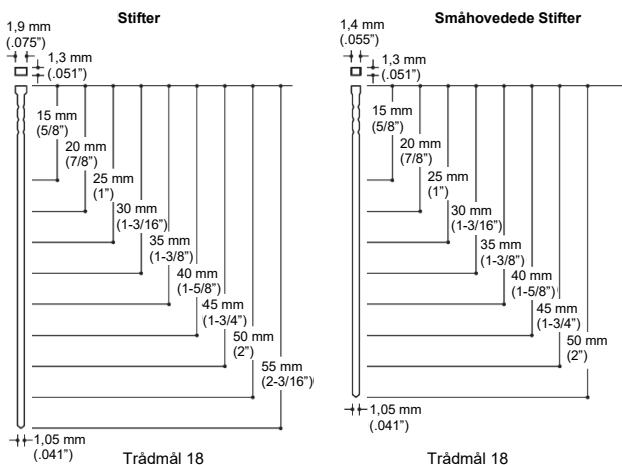 Stifter
1,9 mm
(.075”)
1,3 mm
(.051”)
15 mm
(5/8”)
20 mm
(7/8”)
25 mm
(1”)
30 mm
(1-3/16”)
35 mm
(1-3/8”)
40 mm
(1-5/8”)
45 mm
(1-3/4”)
50 mm
(2”)
55 mm
(2-3/16”)
1,05 mm
(.041”)
Trådmål 18
Småhovedede Stifter
1,4 mm
(.055”)
1,3 mm
(.051”)
15 mm
(5/8”)
20 mm
(7/8”)
25 mm
(1”)
30 mm
(1-3/16”)
35 mm
(1-3/8”)
40 mm
(1-5/8”)
45 mm
(1-3/4”)
50 mm
(2”)
1,05 mm
(.041”)
Trådmål 18